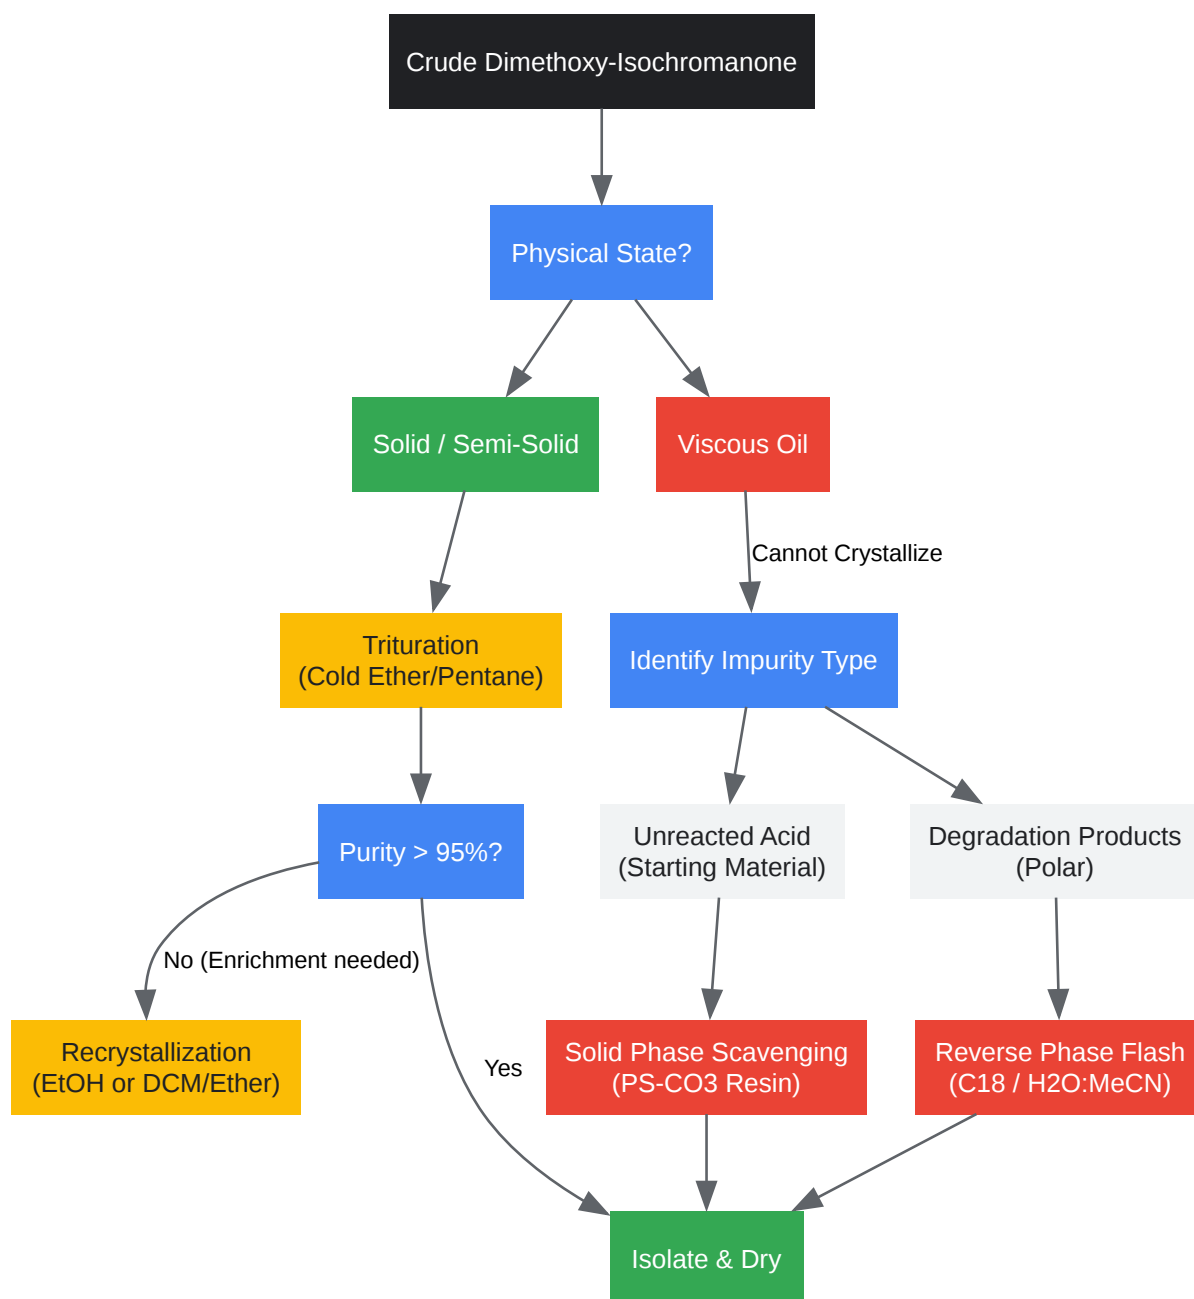 Crude Dimethoxy-Isochromanone
Physical State?
Solid / Semi-Solid
Viscous Oil
Cannot Crystallize
Trituration
(Cold Ether/Pentane)
Identify Impurity Type
Purity > 95%?
Unreacted Acid
(Starting Material)
Degradation Products
(Polar)
No (Enrichment needed)
Recrystallization
(EtOH or DCM/Ether)
Yes
Solid Phase Scavenging
(PS-CO3 Resin)
Reverse Phase Flash
(C18 / H2O:MeCN)
Isolate & Dry